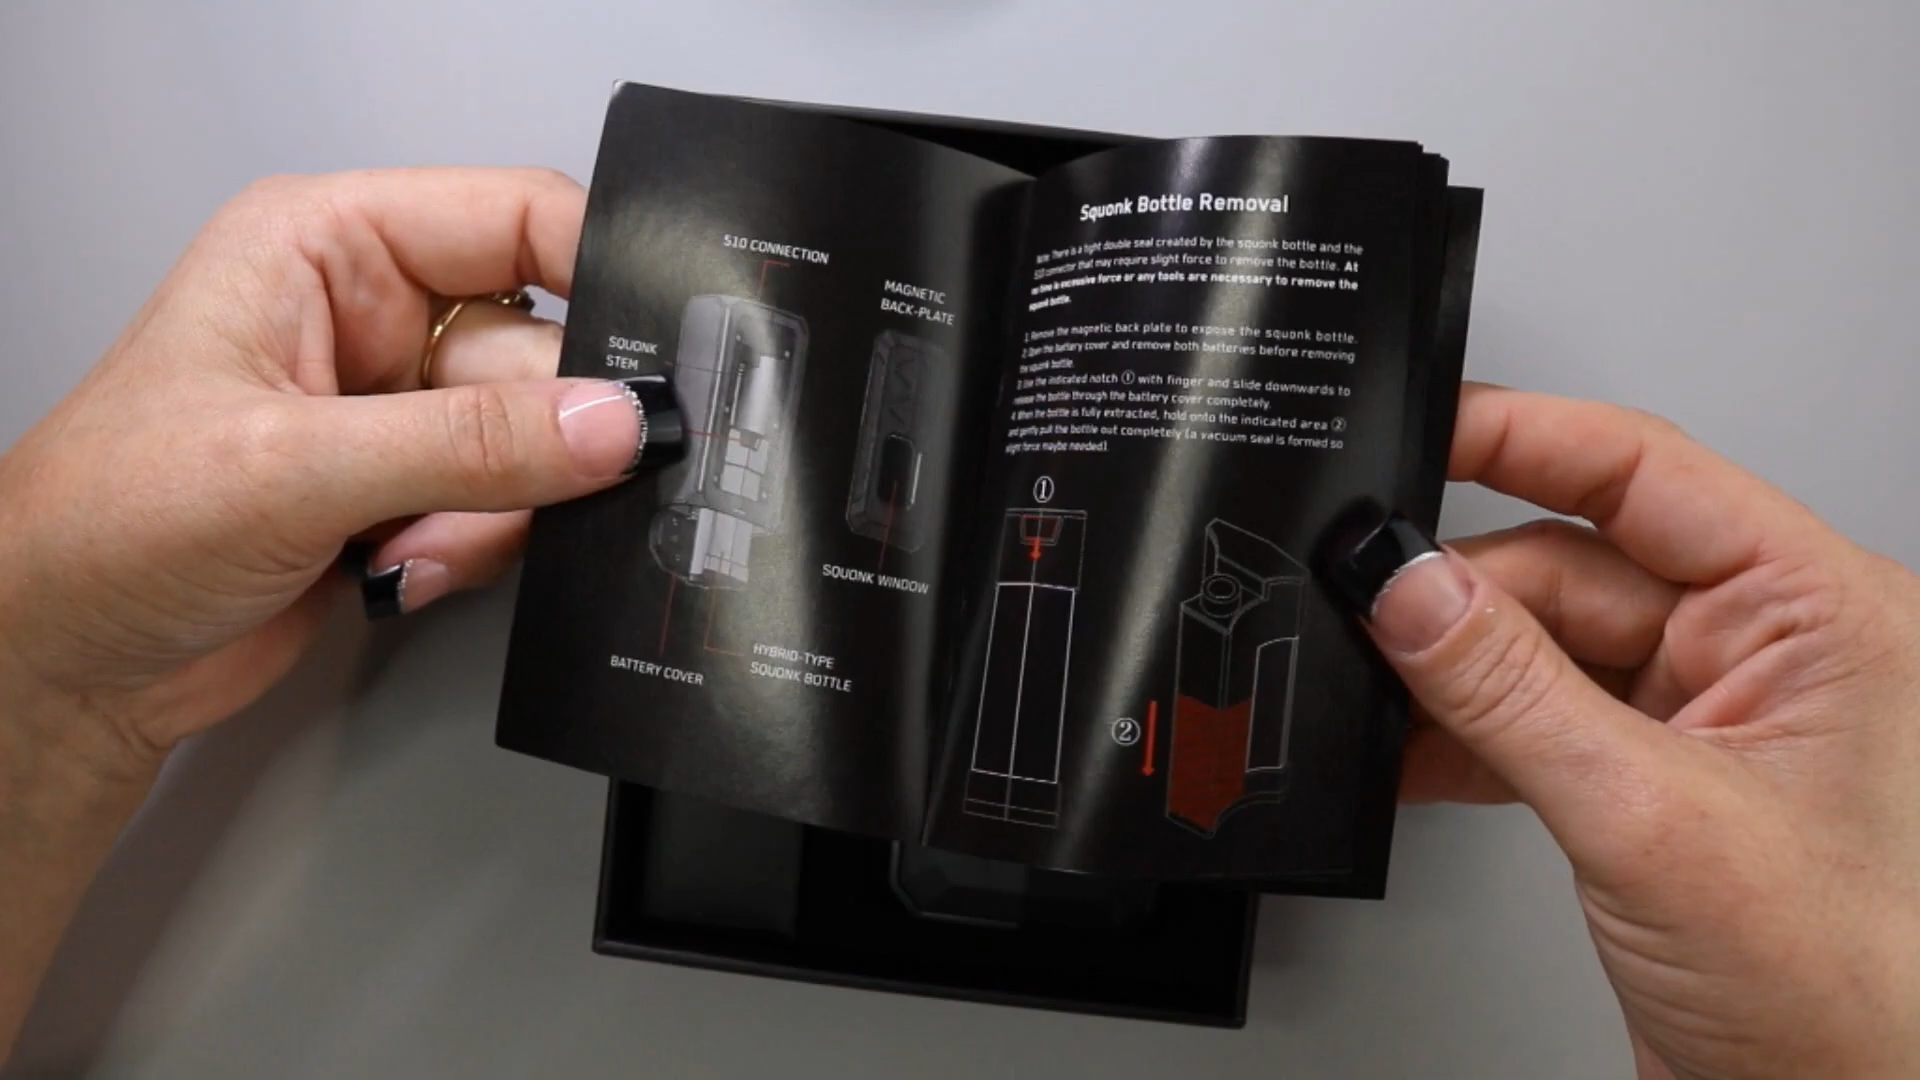 510 CONNECTION
MAGNETIC
BACK-PLATE
SQUONK
STEM
SQUONK WINDOW
BATTERY COVER
HYBRID-TYPE
SQUONK BOTTLE
Squonk Bottle Removal
Note: There is a tight double seal created by the squonk bottle and the
510 connector that may require slight force to remove the bottle. At
no time is excessive force or any tools are necessary to remove the
squonk bottle.
1. Remove the magnetic back plate to expose the squonk bottle.
2. Open the battery cover and remove both batteries before removing
the squonk bottle.
3. Use the indicated notch ① with finger and slide downwards to
release the bottle through the battery cover completely.
4. When the bottle is fully extracted, hold onto the indicated area ②
and gently pull the bottle out completely (a vacuum seal is formed so
slight force maybe needed).
①
②